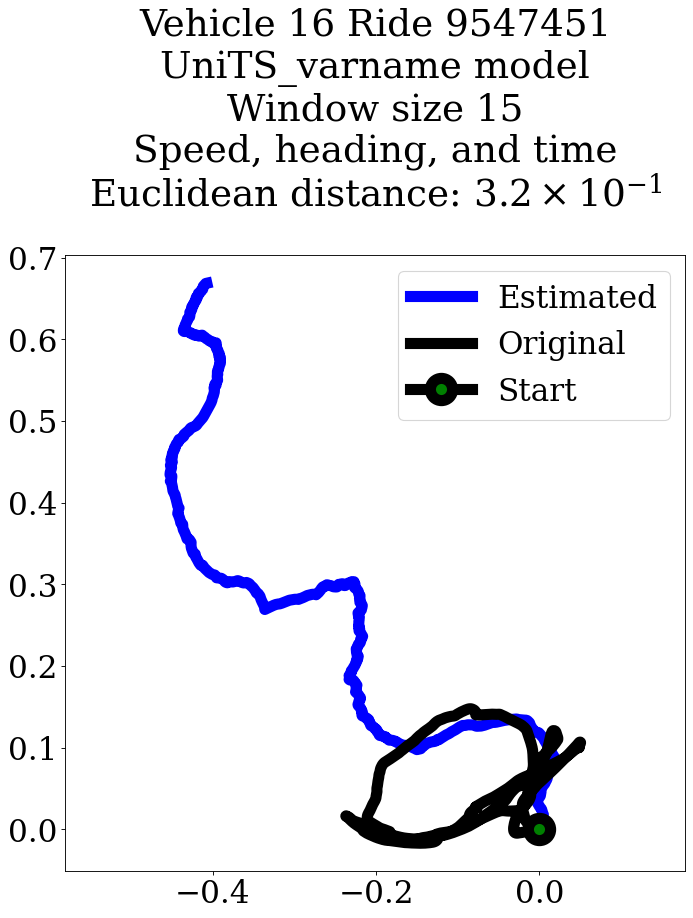 Vehicle 16 Ride 9547451
UniTS_varname model
Window size 15
Speed, heading, and time
Euclidean distance: 3.2 × 10⁻¹
0.7
0.6
0.5
0.4
0.3
0.2
0.1
0.0
Estimated
Original
Start
−0.4
−0.2
0.0